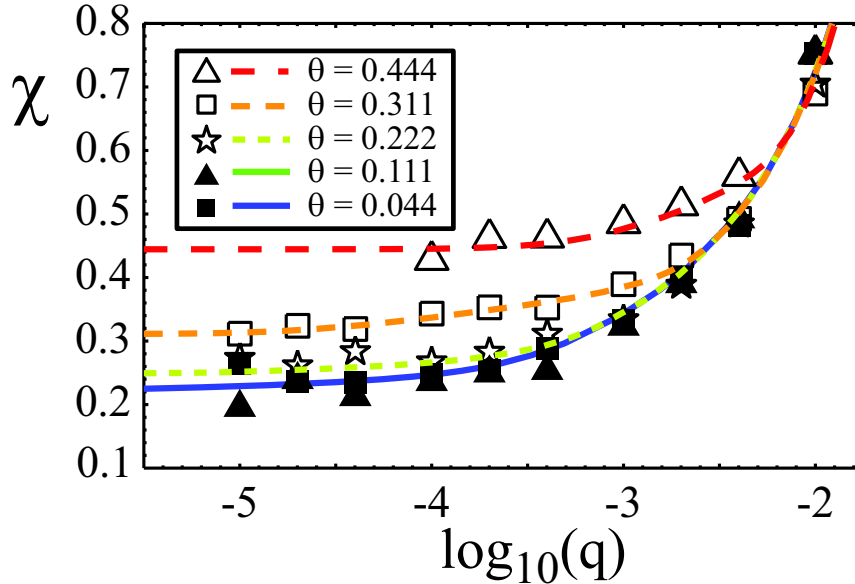 0.8
χ
0.7
0.6
0.5
0.4
0.3
0.2
0.1
θ = 0.444
θ = 0.311
θ = 0.222
θ = 0.111
θ = 0.044
-5 -4 -3 -2
log₁₀(q)